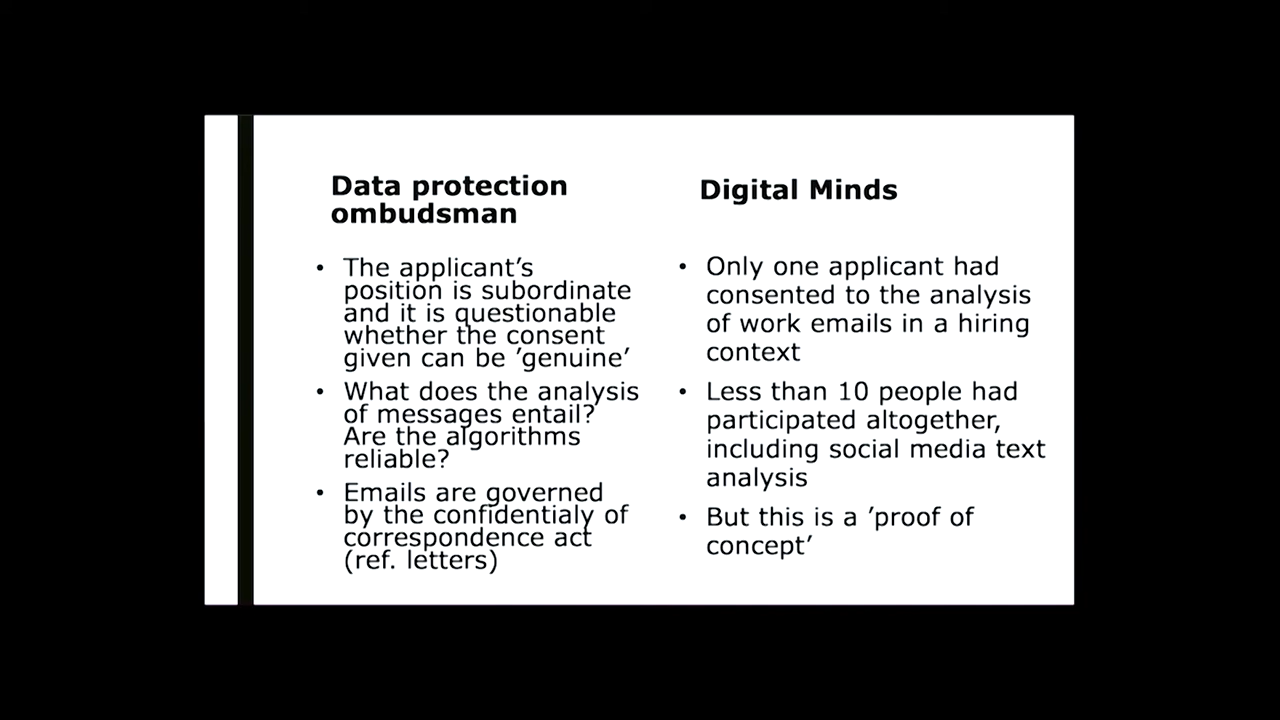 Data protection
ombudsman
• The applicant’s
position is subordinate
and it is questionable
whether the consent
given can be ’genuine’
• What does the analysis
of messages entail?
Are the algorithms
reliable?
• Emails are governed
by the confidentialy of
correspondence act
(ref. letters)
Digital Minds
• Only one applicant had
consented to the analysis
of work emails in a hiring
context
• Less than 10 people had
participated altogether,
including social media text
analysis
• But this is a ’proof of
concept’